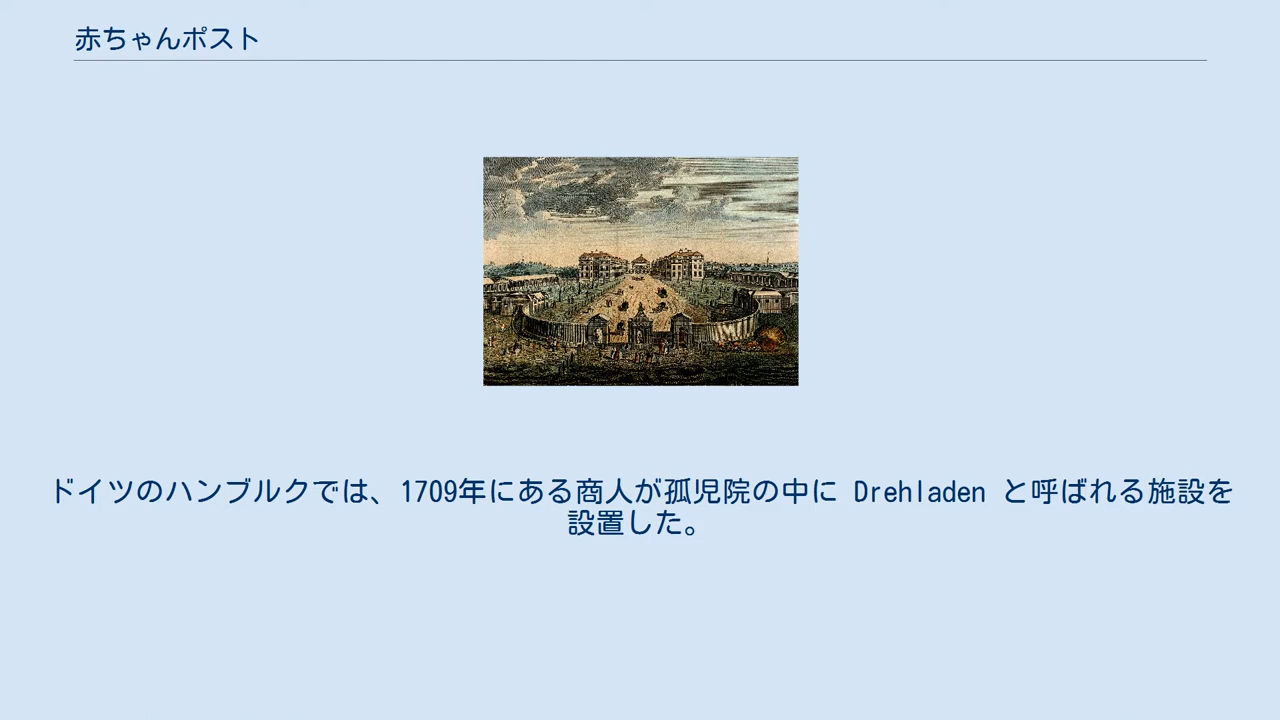 赤ちゃんポスト
ドイツのハンブルクでは、1709年にある商人が孤児院の中に Drehladen と呼ばれる施設を
設置した。